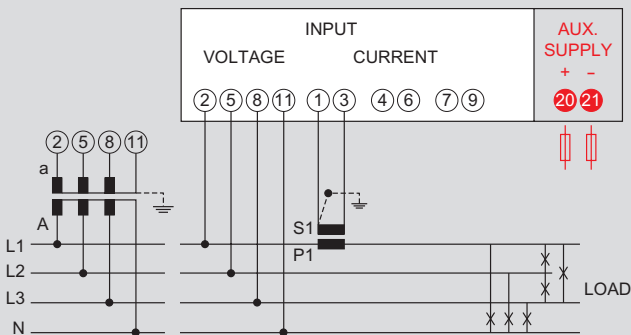 INPUT
AUX.
SUPPLY
VOLTAGE CURRENT
+ –
2 5 8 11 1 3 4 6 7 9 20 21
2 5 8 11
a
A
S1
P1
L1
L2
L3
LOAD
N